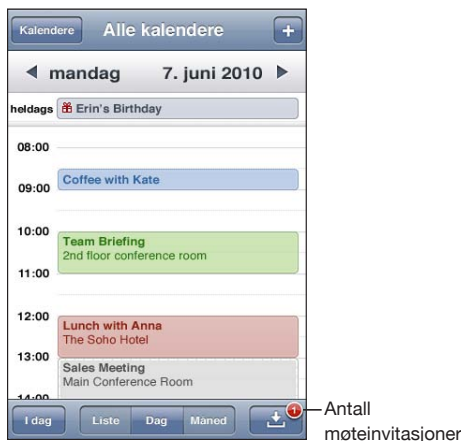 Kalendere Alle kalendere +
mandag 7. juni 2010
heldags Erin's Birthday
08:00
Coffee with Kate
09:00
10:00
Team Briefing
2nd floor conference room
11:00
12:00
Lunch with Anna
The Soho Hotel
13:00
Sales Meeting
Main Conference Room
14:00
I dag Liste Dag Måned 1
Antall
møteinvitasjoner